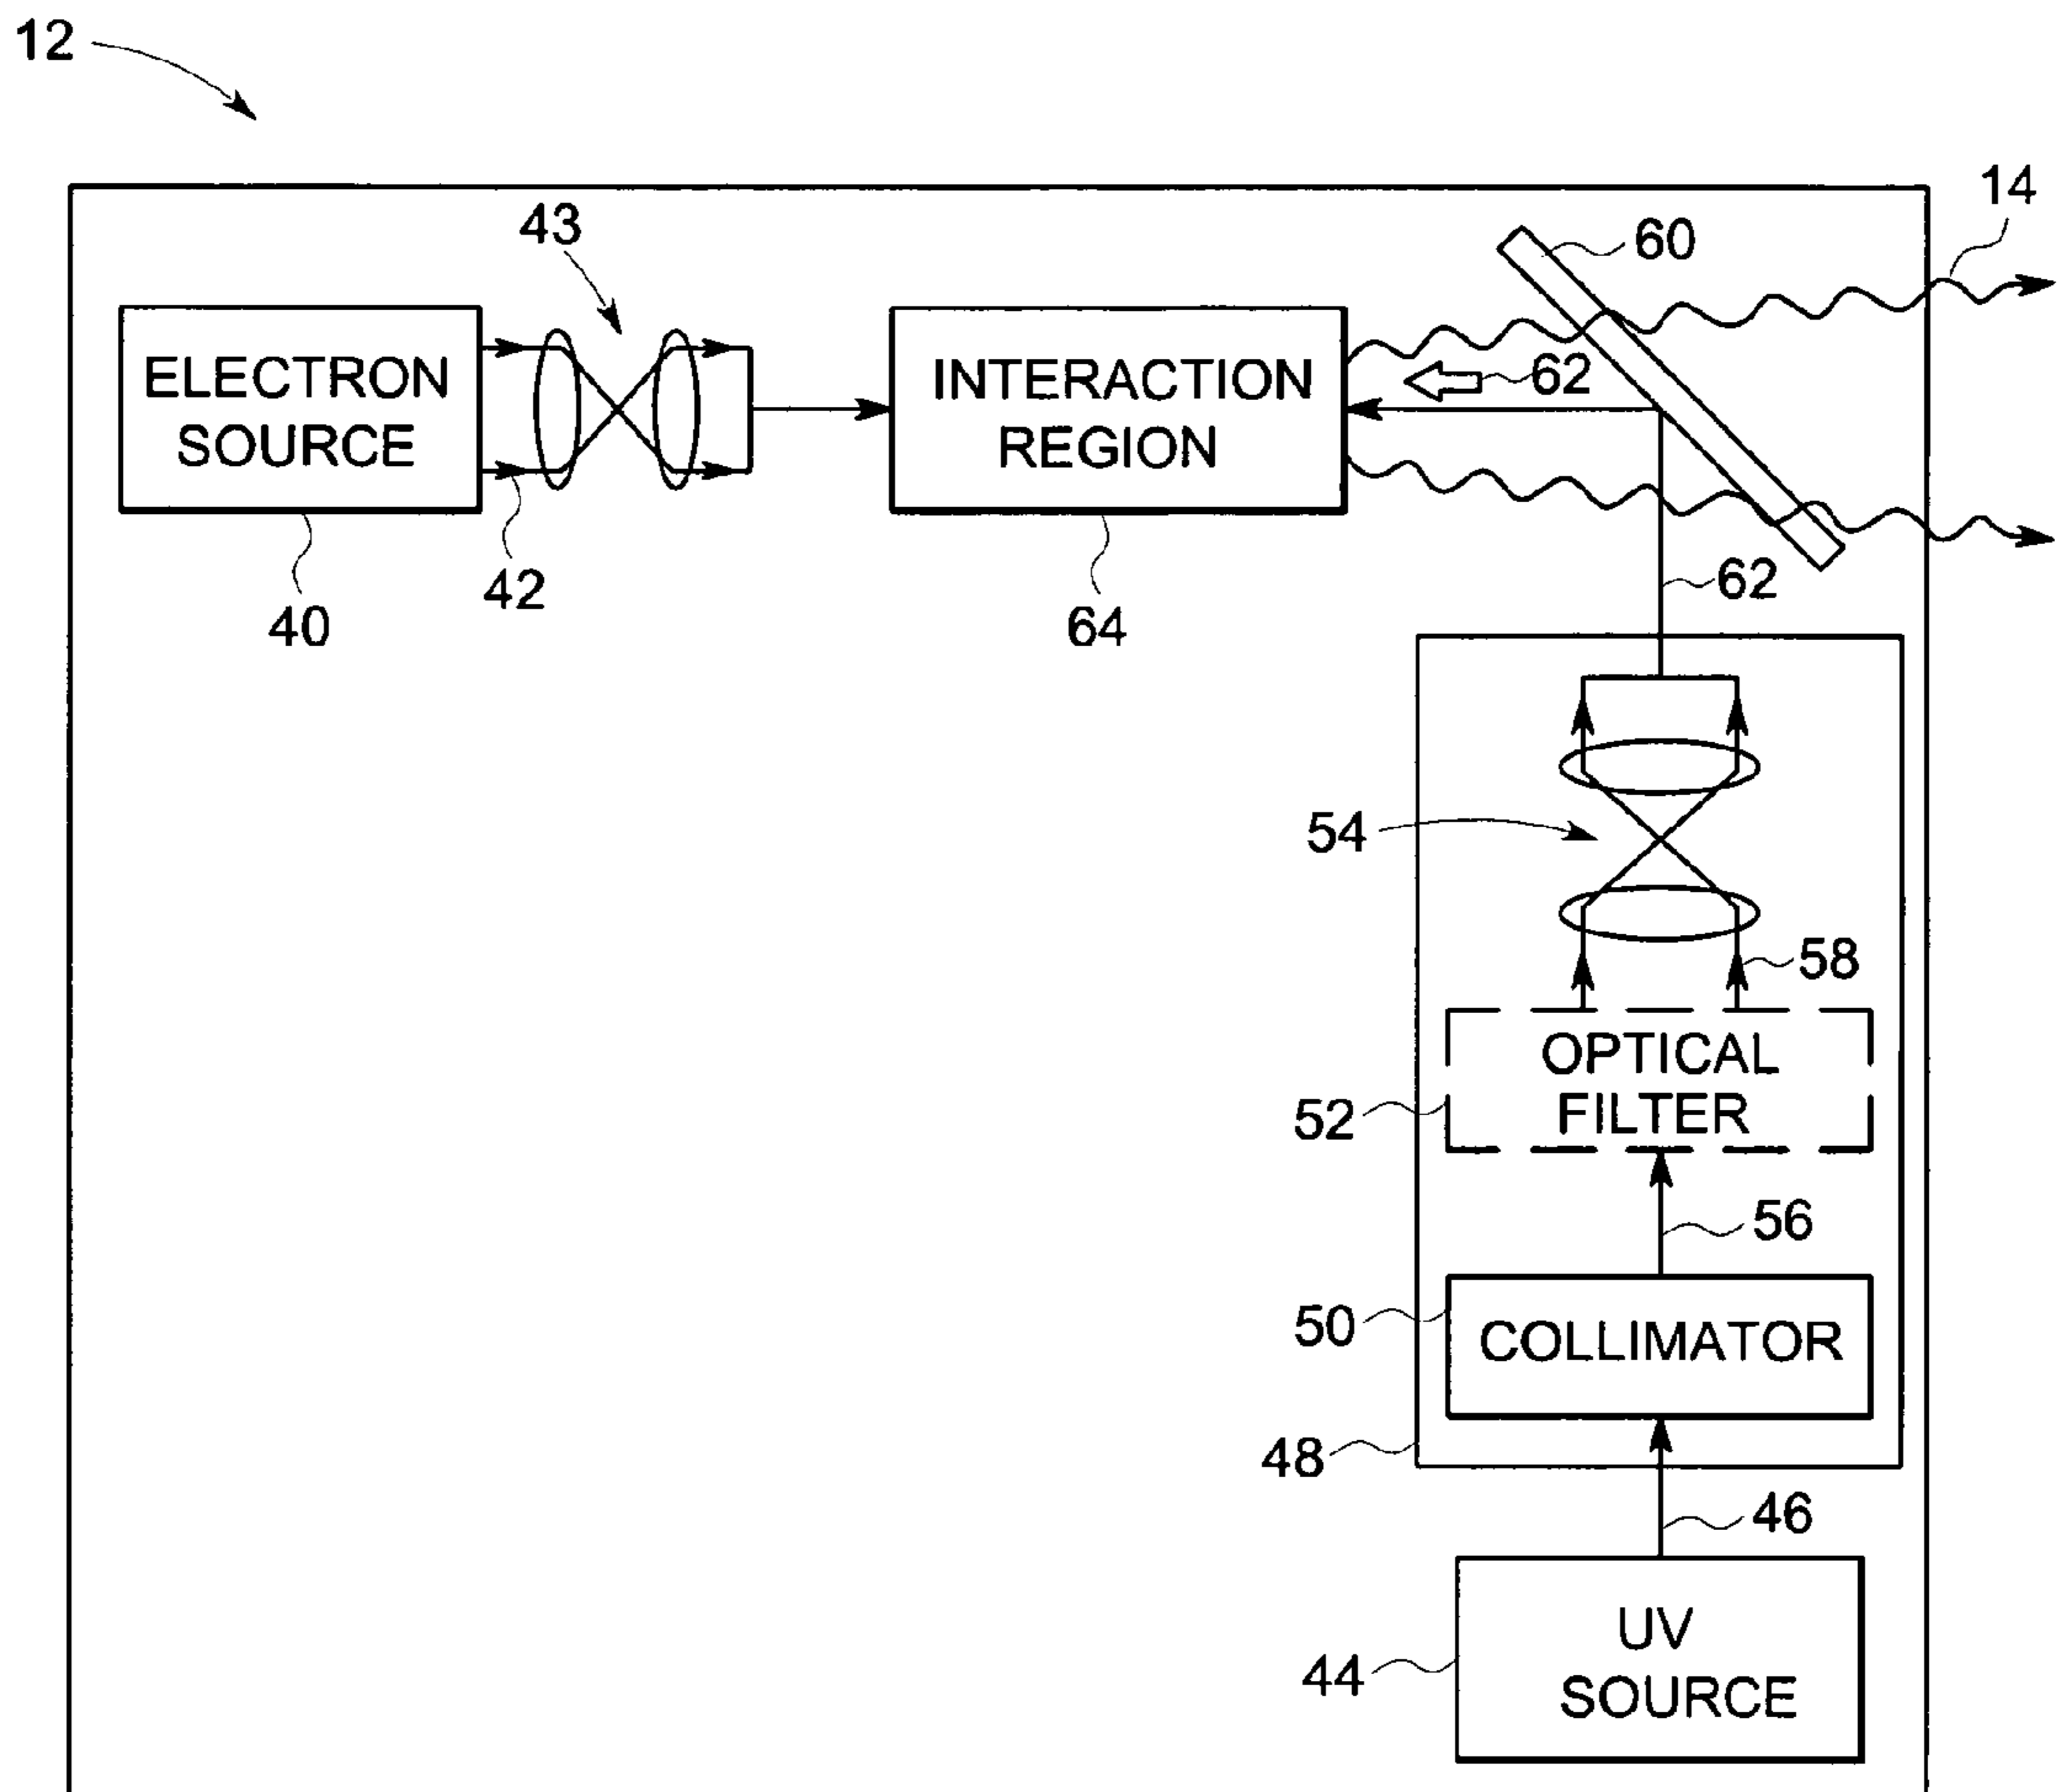 12
14
43
60
ELECTRON
SOURCE
INTERACTION
REGION
62
42
40
64
62
54
58
OPTICAL
FILTER
52
56
50
COLLIMATOR
48
46
UV
SOURCE
44